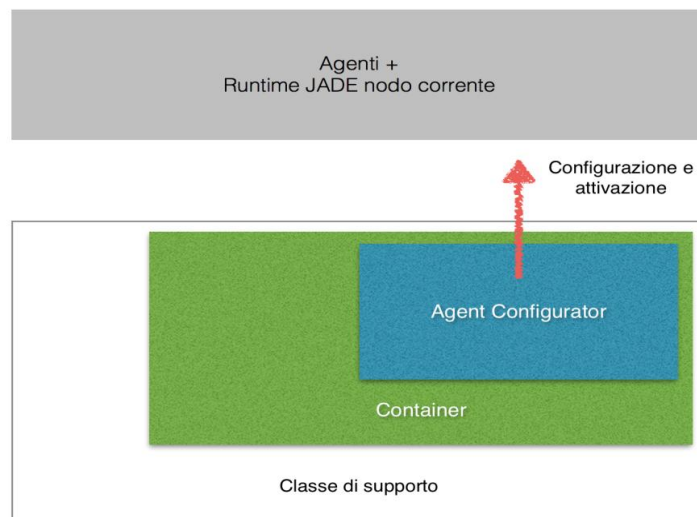 Agenti +
Runtime JADE nodo corrente
Configurazione e
attivazione
Agent Configurator
Container
Classe di supporto